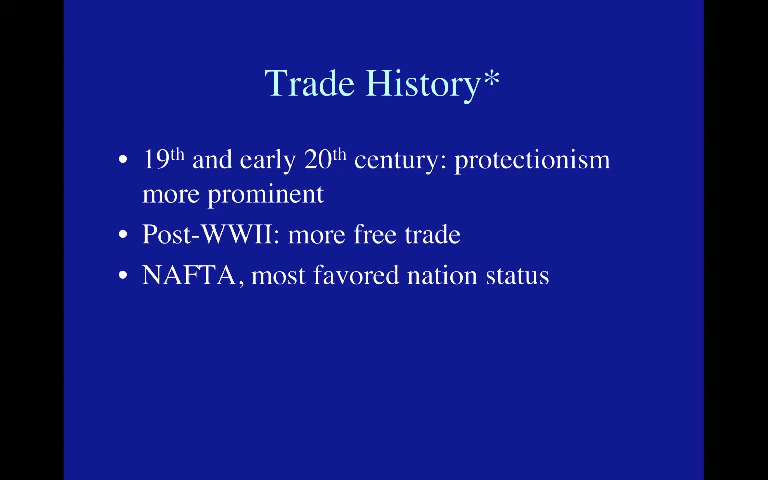 Trade History*
• 19th and early 20th century: protectionism
more prominent
• Post-WWII: more free trade
• NAFTA, most favored nation status